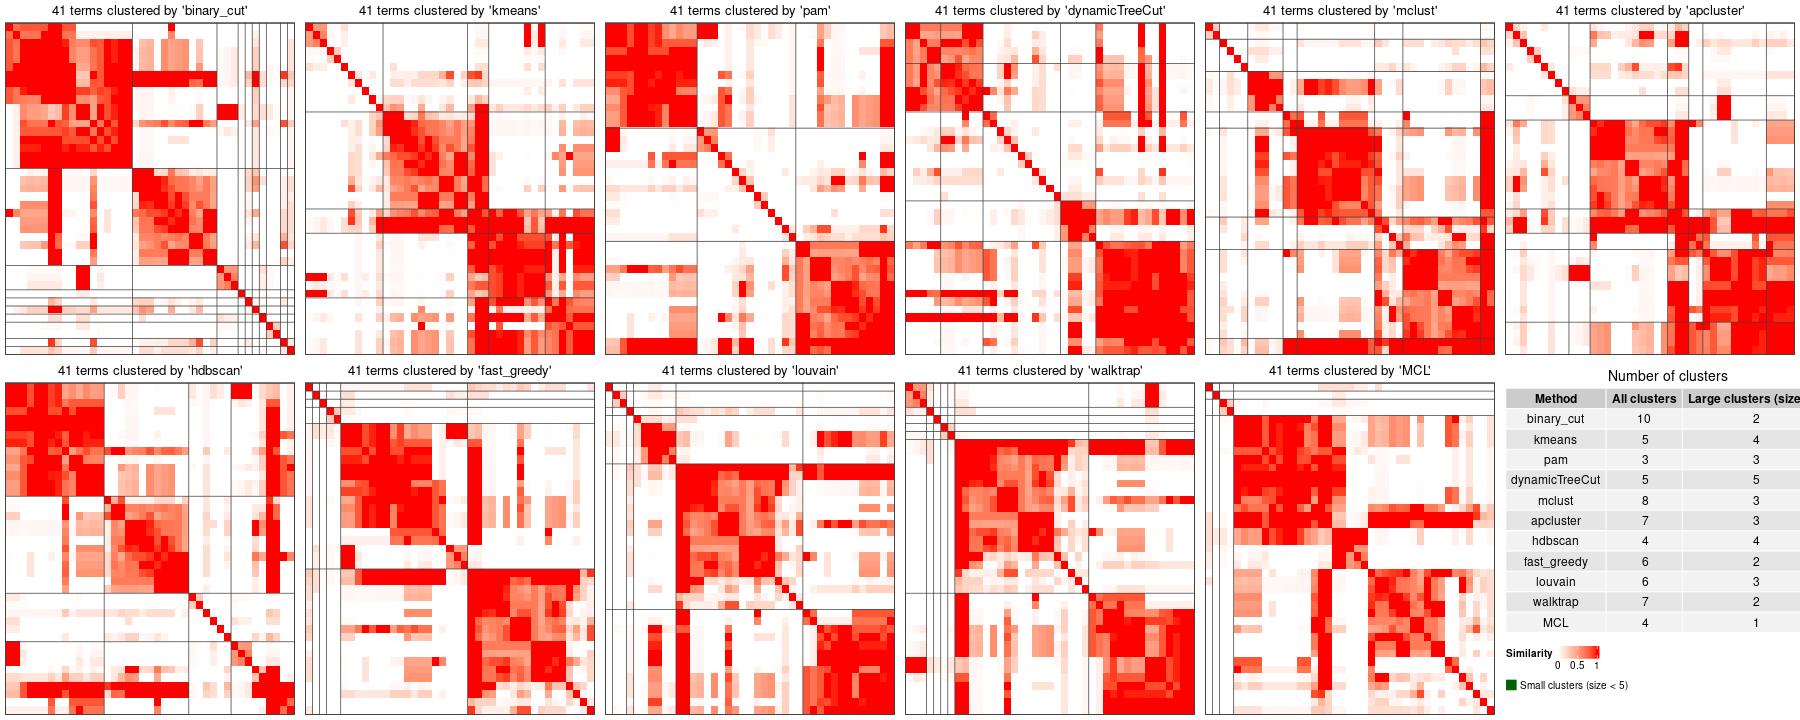 41 terms clustered by 'binary_cut'
41 terms clustered by 'kmeans'
41 terms clustered by 'pam'
41 terms clustered by 'dynamicTreeCut'
41 terms clustered by 'mclust'
41 terms clustered by 'apcluster'
41 terms clustered by 'hdbscan'
41 terms clustered by 'fast_greedy'
41 terms clustered by 'louvain'
41 terms clustered by 'walktrap'
41 terms clustered by 'MCL'
Number of clusters
Method All clusters Large clusters (size
binary_cut 10 2
kmeans 5 4
pam 3 3
dynamicTreeCut 5 5
mclust 8 3
apcluster 7 3
hdbscan 4 4
fast_greedy 6 2
louvain 6 3
walktrap 7 2
MCL 4 1
Similarity
0 0.5 1
Small clusters (size < 5)